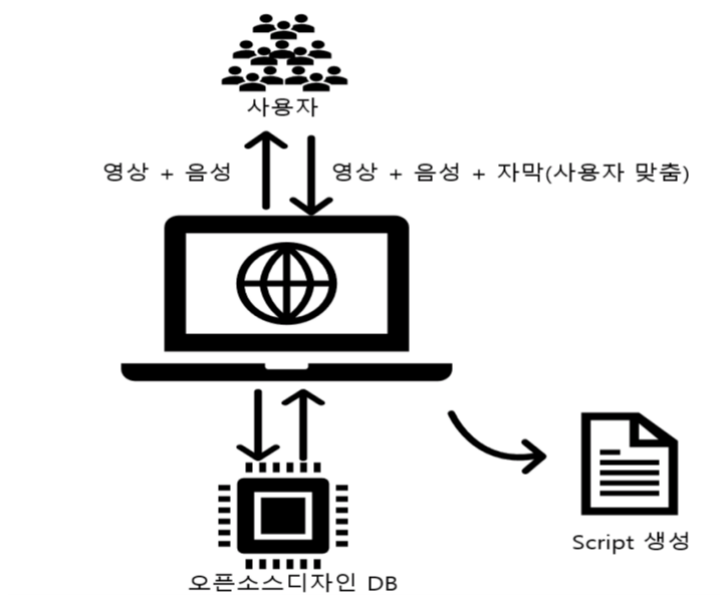 사용자
영상 + 음성
영상 + 음성 + 자막(사용자 맞춤)
Script 생성
오픈소스디자인 DB